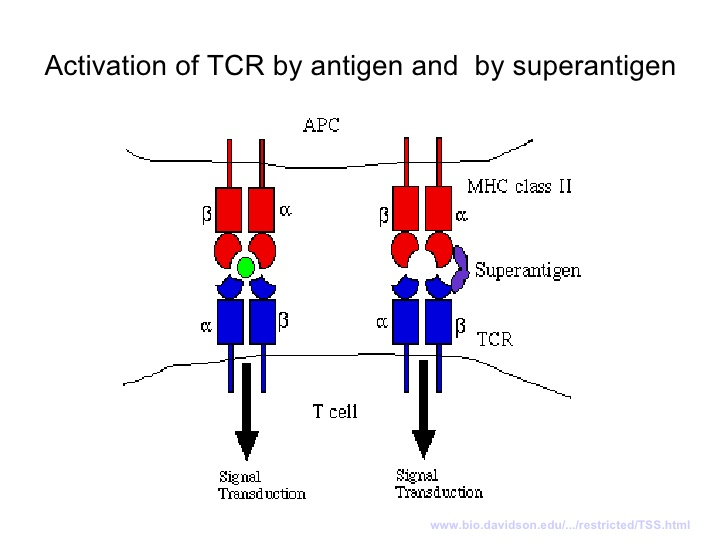 Activation of TCR by antigen and  by superantigen
APC
MHC class II
β
α
β
α
Superantigen
α
β
α
β
TCR
T cell
Signal
Transduction
Signal
Transduction
www.bio.davidson.edu/.../restricted/TSS.html